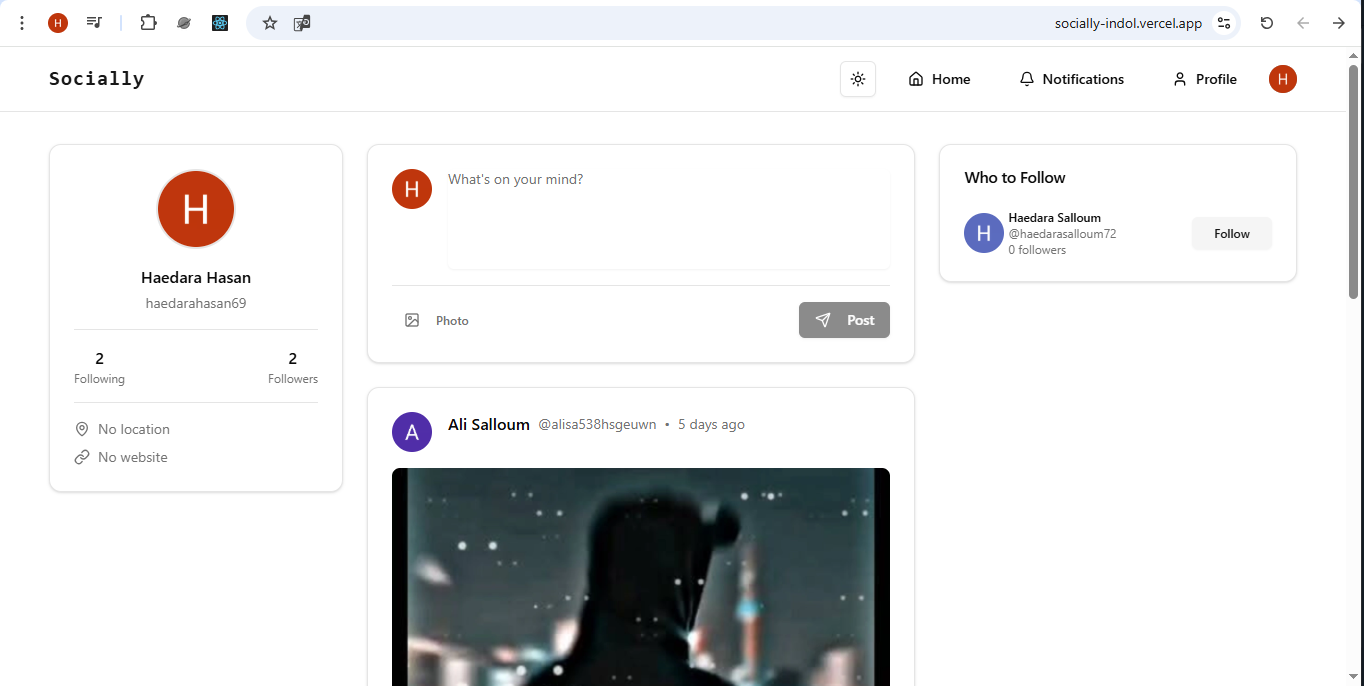 H
socially-indol.vercel.app
Socially
Home
Notifications
Profile
H
H
Haedara Hasan
haedarahasan69
2
Following
2
Followers
No location
No website
H
What's on your mind?
Photo
Post
A
Ali Salloum @alisa538hsgeuwn • 5 days ago
Who to Follow
H
Haedara Salloum
@haedarasalloum72
0 followers
Follow